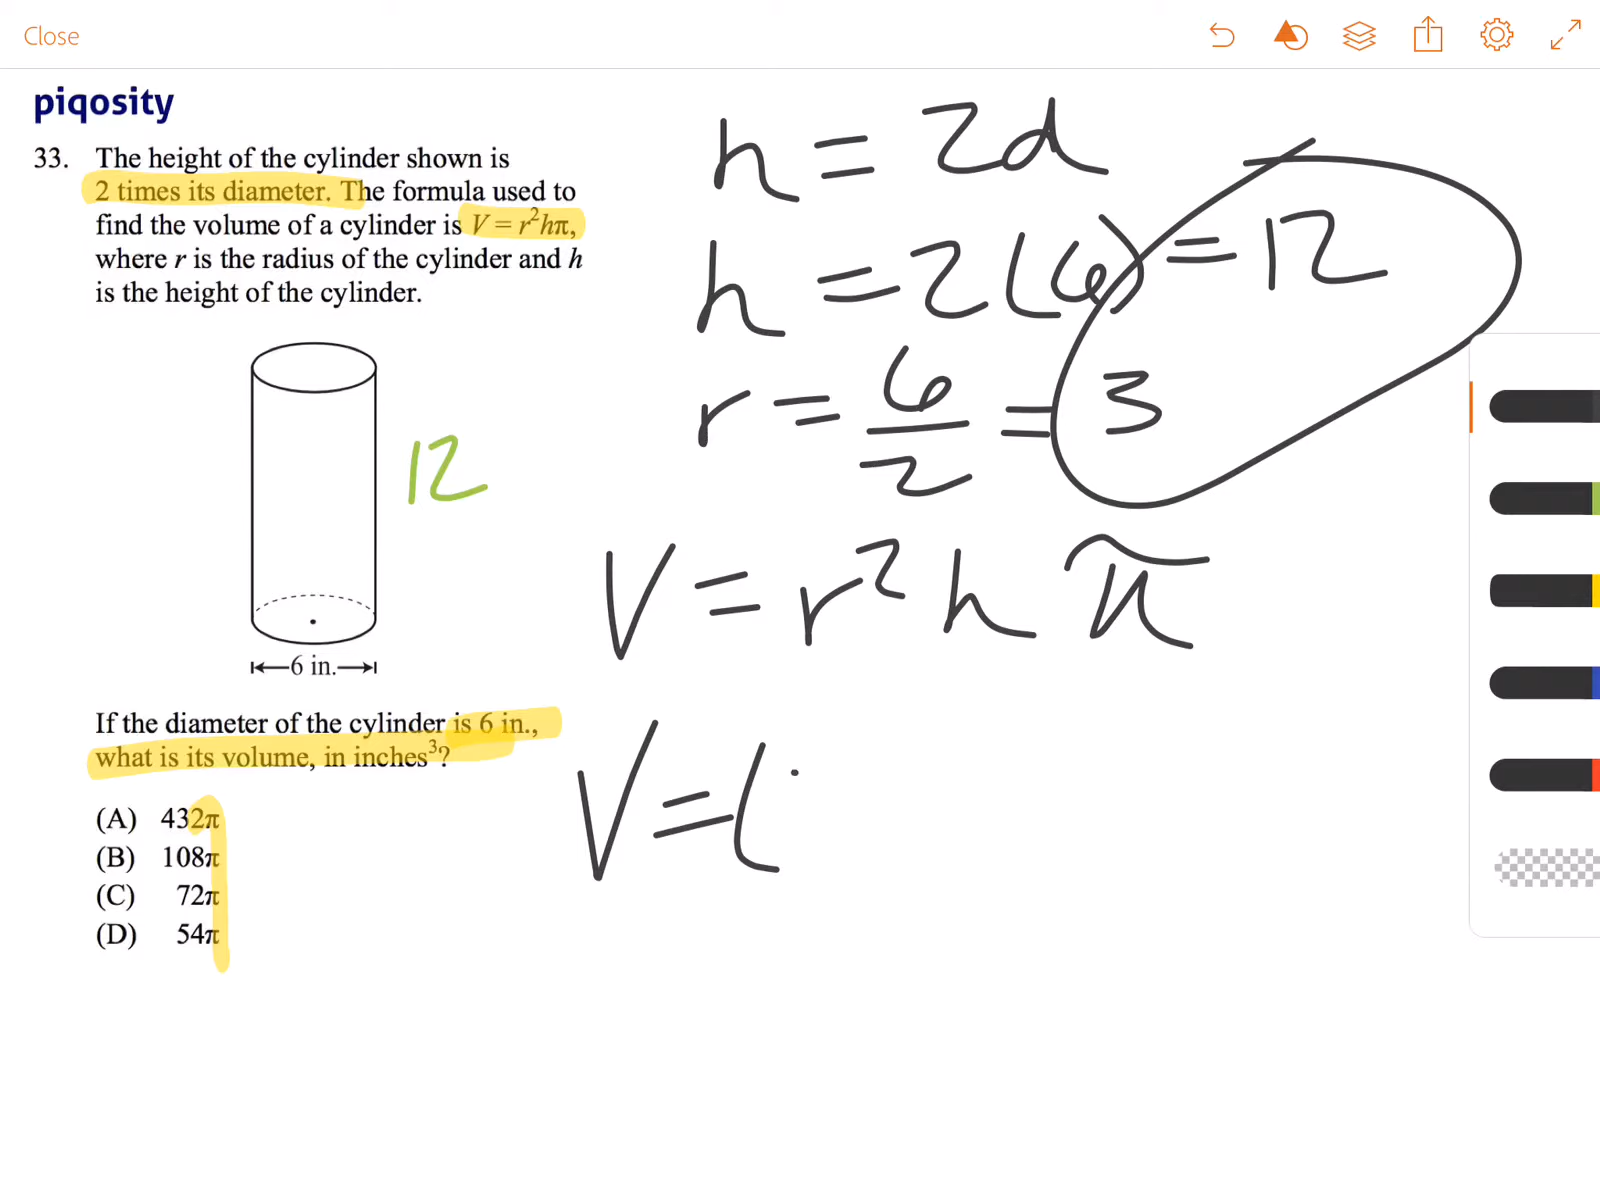 Close
piqosity
33. The height of the cylinder shown is
2 times its diameter. The formula used to
find the volume of a cylinder is V = r²hπ,
where r is the radius of the cylinder and h
is the height of the cylinder.
12
6 in.
If the diameter of the cylinder is 6 in.,
what is its volume, in inches³?
(A) 432π
(B) 108π
(C) 72π
(D) 54π
h = 2d
h = 2(6) = 12
r = 6/2 = 3
V = r²hπ
V = (